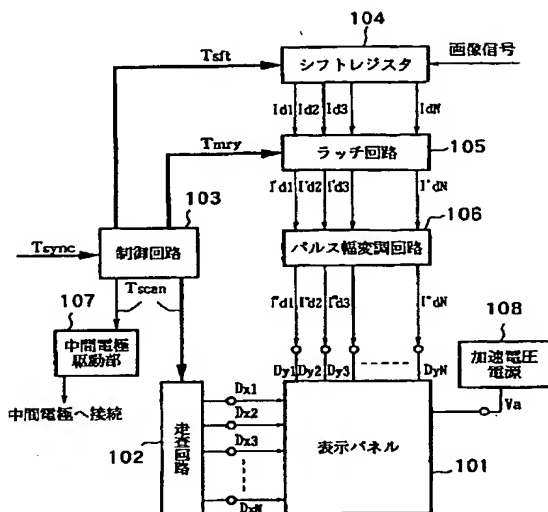 104
Tsft
シフトレジスタ
画像信号
Id1 Id2 Id3 IdN
Tmry
ラッチ回路
105
I'd1 I'd2 I'd3 I'dN
103
106
Tsync
制御回路
パルス幅変調回路
Tscan
107
I"d1 I"d2 I"d3 I"dN
108
中間電極
駆動部
加速電圧
電源
Dy1 Dy2 Dy3 DyN
Va
中間電極へ接続
Dx1
Dx2
Dx3
DxN
走査回路
102
表示パネル
101